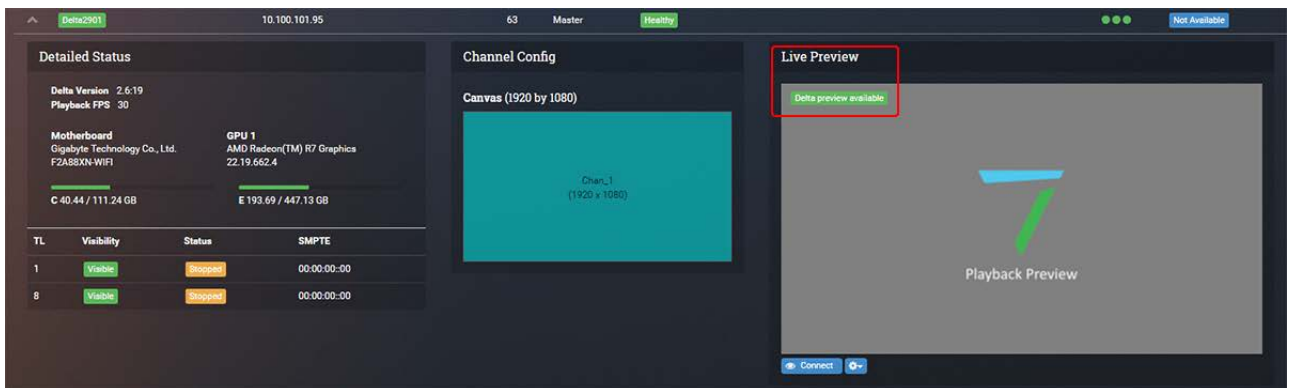 Delta2901 10.100.101.95 63 Master Healthy Not Available
Detailed Status
Delta Version 2.6:19
Playback FPS 30
Motherboard
Gigabyte Technology Co., Ltd.
F2A88XN-WIFI
GPU 1
AMD Radeon(TM) R7 Graphics
22.19.662.4
C 40.44 / 111.24 GB
E 193.69 / 447.13 GB
TL Visibility Status SMPTE
1 Visible Stopped 00:00:00::00
8 Visible Stopped 00:00:00::00
Channel Config
Canvas (1920 by 1080)
Chan_1
(1920 x 1080)
Live Preview
Delta preview available
Playback Preview
Connect